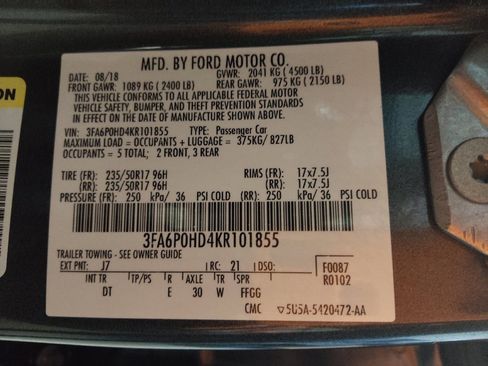 MFD. BY FORD MOTOR CO.
DATE: 08/18 GVWR: 2041 KG ( 4500 LB)
FRONT GAWR: 1089 KG ( 2400 LB) REAR GAWR: 975 KG ( 2150 LB)
THIS VEHICLE CONFORMS TO ALL APPLICABLE FEDERAL MOTOR
VEHICLE SAFETY, BUMPER, AND THEFT PREVENTION STANDARDS
IN EFFECT ON THE DATE OF MANUFACTURE SHOWN ABOVE.
VIN: 3FA6P0HD4KR101855 TYPE: Passenger Car
MAXIMUM LOAD = OCCUPANTS + LUGGAGE = 375KG/ 827LB
OCCUPANTS = 5 TOTAL; 2 FRONT, 3 REAR
TIRE (FR): 235/50R17 96H RIMS (FR): 17x7.5J
(RR): 235/50R17 96H (RR): 17x7.5J
PRESSURE (FR): 250 kPa/ 36 PSI COLD (RR): 250 kPa/ 36 PSI COLD
3FA6P0HD4KR101855
TRAILER TOWING - SEE OWNER GUIDE
EXT PNT: J7 RC: 21 DSO: F0087
INT TR TP/PS R AXLE TR SPR R0102
DT E 30 W FFGG
CMC ▽5U5A-5420472-AA
ON